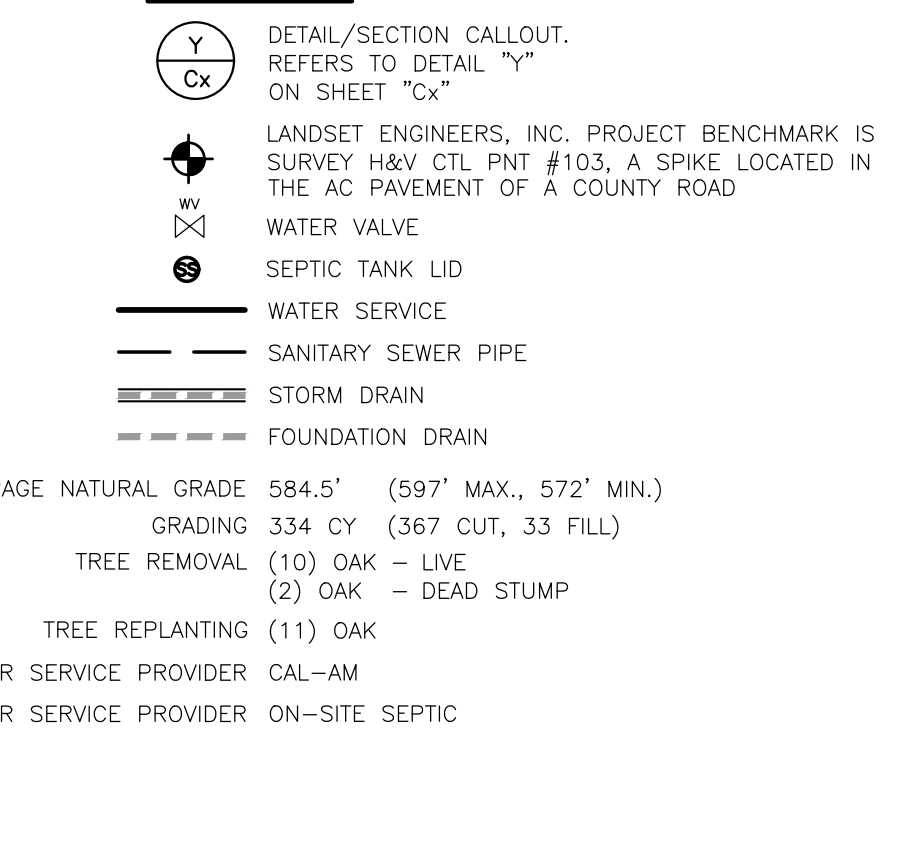 Y
Cx
DETAIL/SECTION CALLOUT.
REFERS TO DETAIL "Y"
ON SHEET "Cx"
LANDSET ENGINEERS, INC. PROJECT BENCHMARK IS
SURVEY H&V CTL PNT #103, A SPIKE LOCATED IN
THE AC PAVEMENT OF A COUNTY ROAD
WV
WATER VALVE
SS SEPTIC TANK LID
WATER SERVICE
SANITARY SEWER PIPE
STORM DRAIN
FOUNDATION DRAIN
NATURAL GRADE 584.5' (597' MAX., 572' MIN.)
GRADING 334 CY (367 CUT, 33 FILL)
TREE REMOVAL (10) OAK – LIVE
(2) OAK – DEAD STUMP
TREE REPLANTING (11) OAK
SERVICE PROVIDER CAL–AM
SERVICE PROVIDER ON–SITE SEPTIC